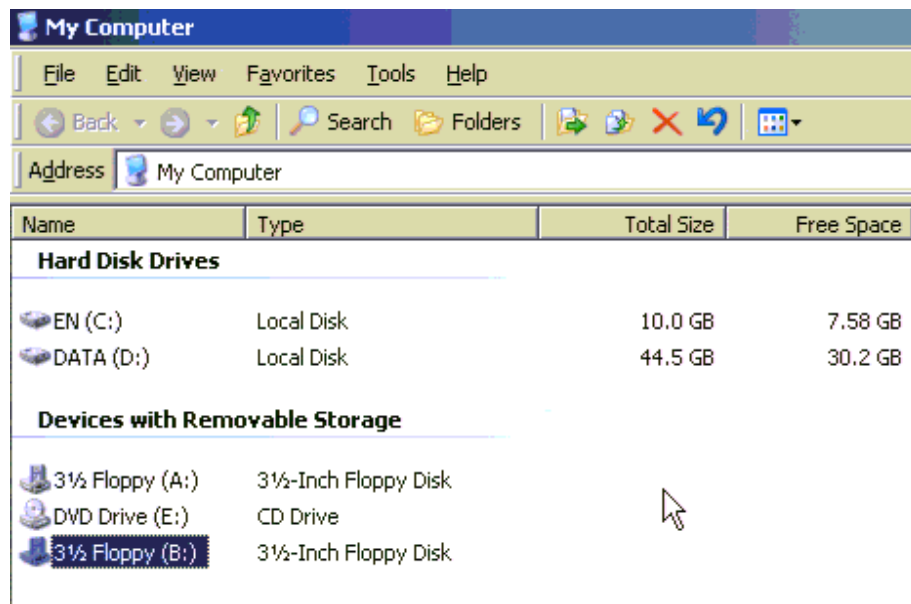 My Computer
File Edit View Favorites Tools Help
Back Search Folders
Address My Computer
Name Type Total Size Free Space
Hard Disk Drives
EN (C:) Local Disk 10.0 GB 7.58 GB
DATA (D:) Local Disk 44.5 GB 30.2 GB
Devices with Removable Storage
3½ Floppy (A:) 3½-Inch Floppy Disk
DVD Drive (E:) CD Drive
3½ Floppy (B:) 3½-Inch Floppy Disk